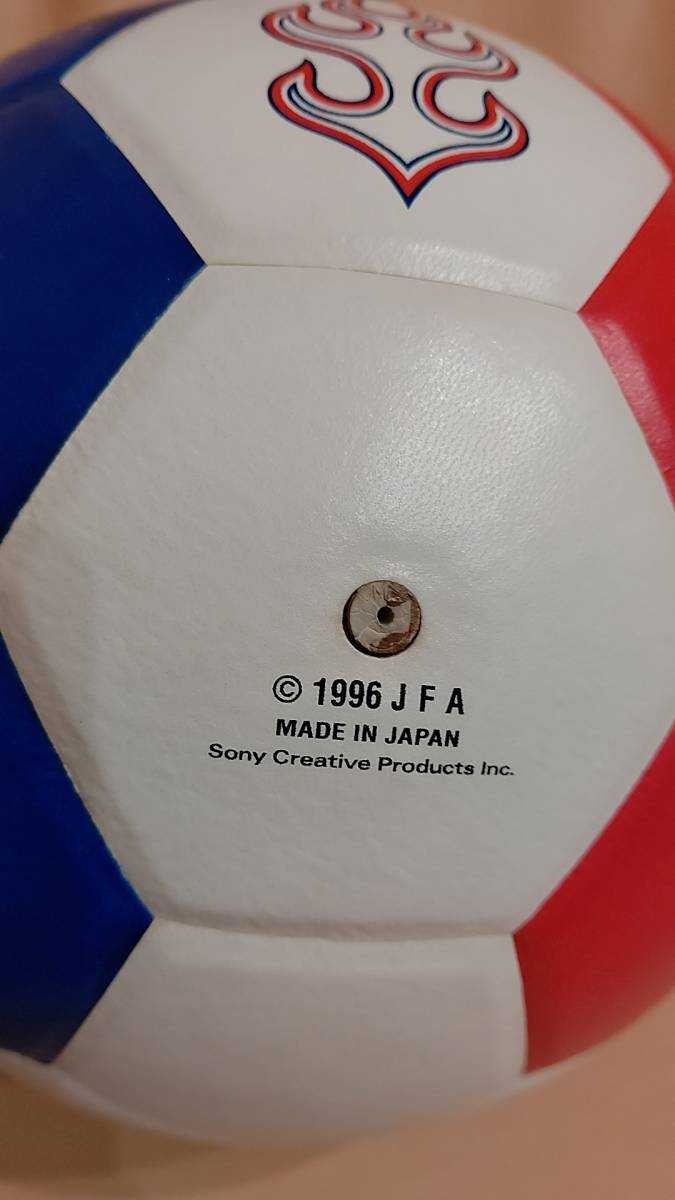 © 1996 J F A
MADE IN JAPAN
Sony Creative Products Inc.